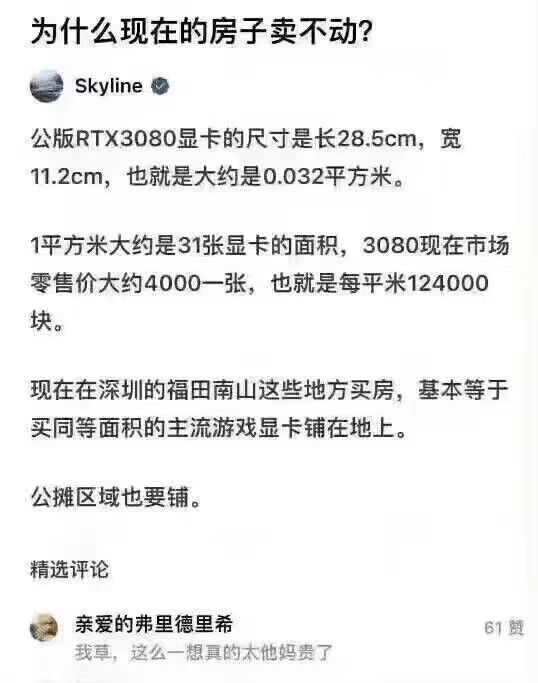 为什么现在的房子卖不动?
Skyline
公版RTX3080显卡的尺寸是长28.5cm，宽
11.2cm，也就是大约是0.032平方米。
1平方米大约是31张显卡的面积，3080现在市场
零售价大约4000一张，也就是每平米124000
块。
现在在深圳的福田南山这些地方买房，基本等于
买同等面积的主流游戏显卡铺在地上。
公摊区域也要铺。
精选评论
亲爱的弗里德里希
61 赞
我草，这么一想真的太他妈贵了